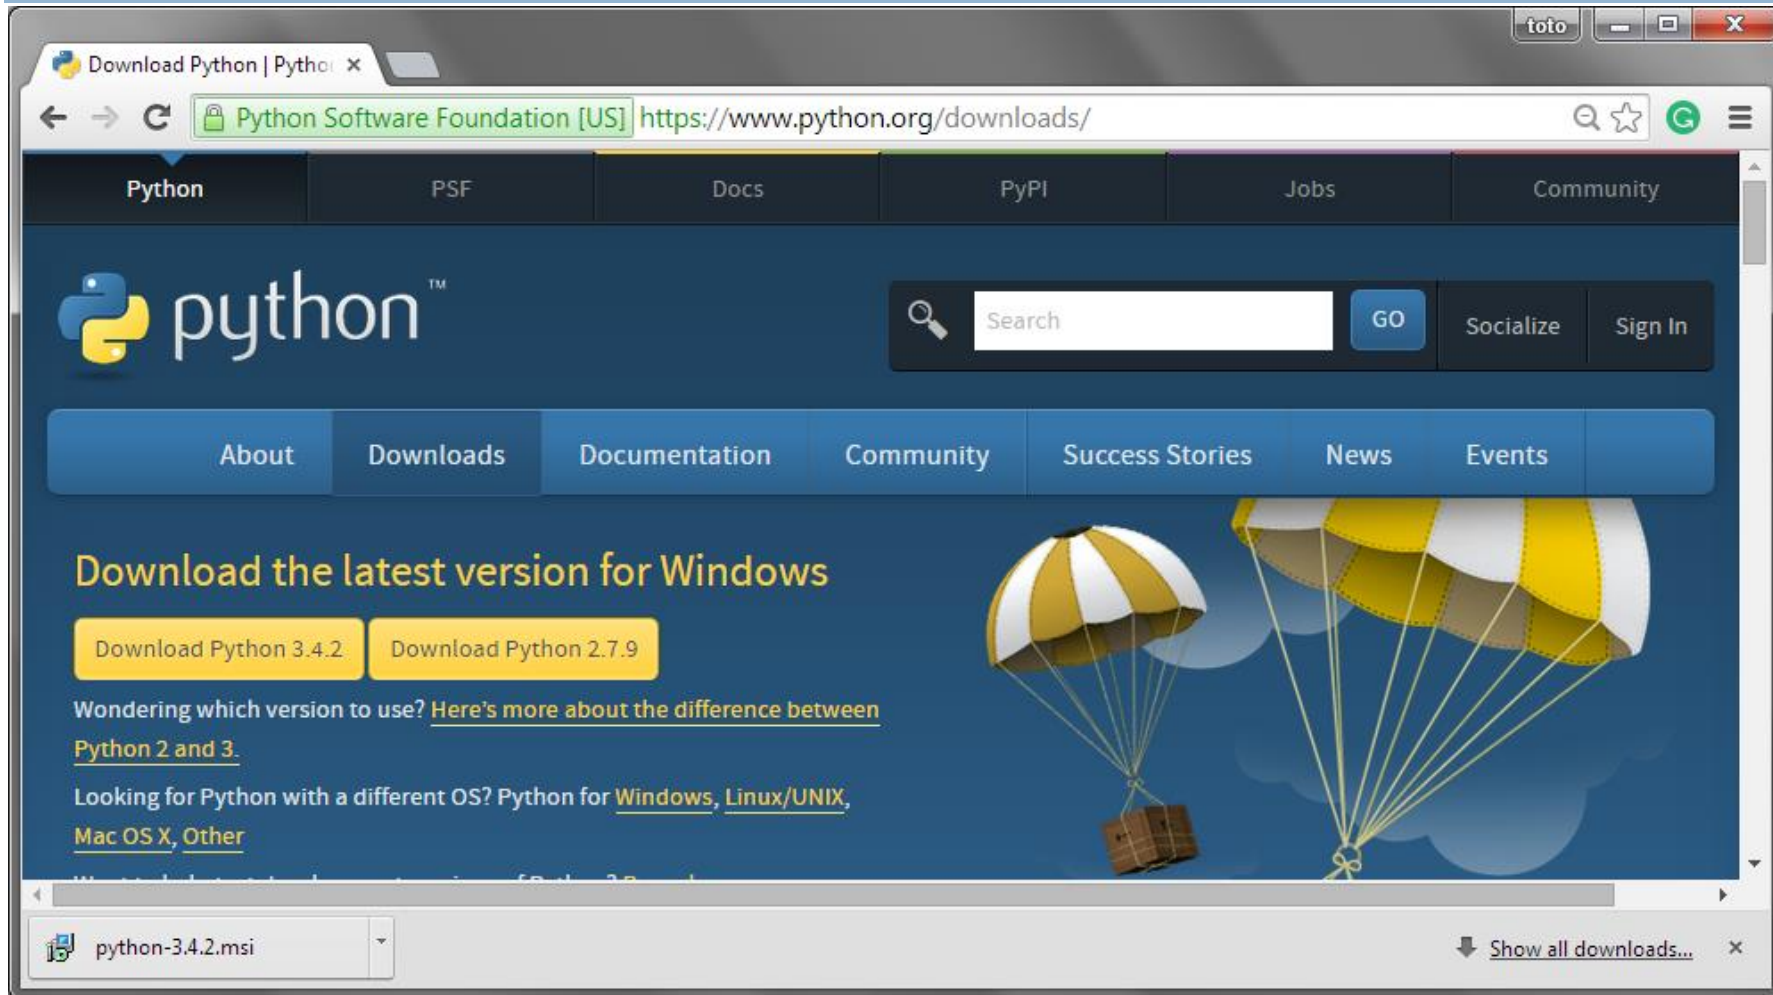 toto
Download Python | Pytho
Python Software Foundation [US] https://www.python.org/downloads/
Python PSF Docs PyPI Jobs Community
python™
Search GO Socialize Sign In
About Downloads Documentation Community Success Stories News Events
Download the latest version for Windows
Download Python 3.4.2 Download Python 2.7.9
Wondering which version to use? Here's more about the difference between
Python 2 and 3.
Looking for Python with a different OS? Python for Windows, Linux/UNIX,
Mac OS X, Other
python-3.4.2.msi Show all downloads...